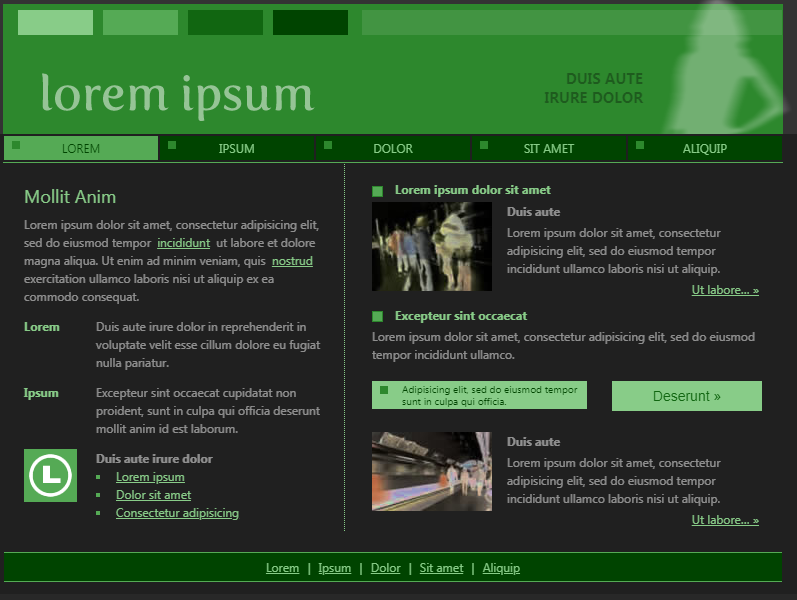 lorem ipsum
DUIS AUTE
IRURE DOLOR
LOREM
IPSUM
DOLOR
SIT AMET
ALIQUIP
Mollit Anim
Lorem ipsum dolor sit amet, consectetur adipisicing elit,
sed do eiusmod tempor incididunt ut labore et dolore
magna aliqua. Ut enim ad minim veniam, quis nostrud
exercitation ullamco laboris nisi ut aliquip ex ea
commodo consequat.
Lorem
Duis aute irure dolor in reprehenderit in
voluptate velit esse cillum dolore eu fugiat
nulla pariatur.
Ipsum
Excepteur sint occaecat cupidatat non
proident, sunt in culpa qui officia deserunt
mollit anim id est laborum.
L
Duis aute irure dolor
Lorem ipsum
Dolor sit amet
Consectetur adipisicing
Lorem ipsum dolor sit amet
Duis aute
Lorem ipsum dolor sit amet, consectetur
adipisicing elit, sed do eiusmod tempor
incididunt ullamco laboris nisi ut aliquip.
Ut labore... »
Excepteur sint occaecat
Lorem ipsum dolor sit amet, consectetur adipisicing elit, sed do eiusmod
tempor incididunt ullamco.
Adipisicing elit, sed do eiusmod tempor
sunt in culpa qui officia.
Deserunt »
Duis aute
Lorem ipsum dolor sit amet, consectetur
adipisicing elit, sed do eiusmod tempor
incididunt ullamco laboris nisi ut aliquip.
Ut labore... »
Lorem | Ipsum | Dolor | Sit amet | Aliquip